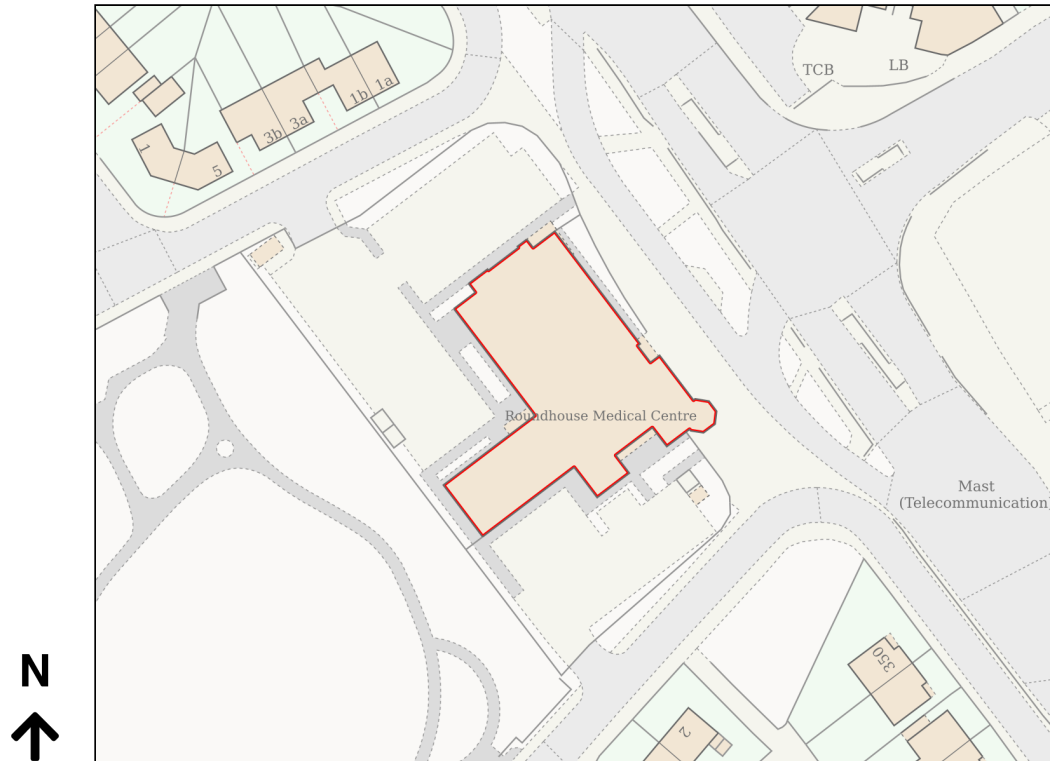 TCB
LB
1b 1a
3b 3a
1
5
Roundhouse Medical Centre
Mast
(Telecommunication)
350
2
N